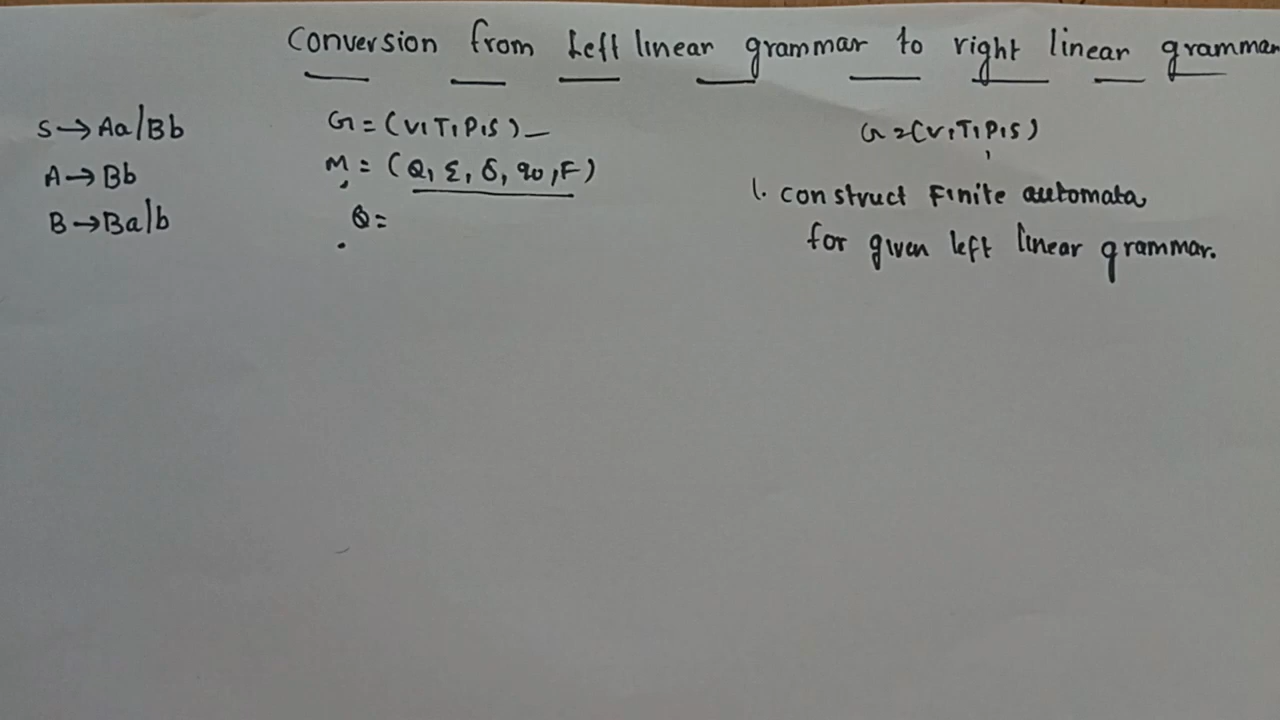 Conversion from Left linear grammar to right linear grammar
S→Aa/Bb
A→Bb
B→Ba/b
G=(V,T,P,S)
M=(Q,Σ,δ,q0,F)
Q=
G=(V,T,P,S)
1. construct Finite automata
for given left linear grammar.